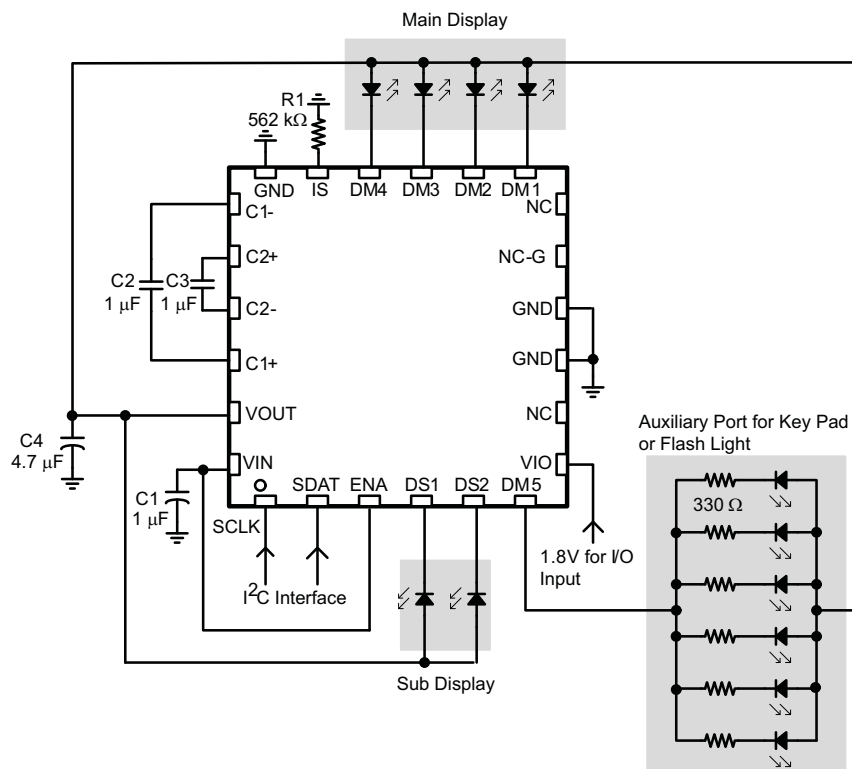 Main Display
R1
562 kΩ
GND
IS
DM4
DM3
DM2
DM1
C1-
NC
C2+
NC-G
C2
1 μF
C3
1 μF
C2-
GND
C1+
GND
VOUT
NC
C4
4.7 μF
Auxiliary Port for Key Pad
or Flash Light
VIN
VIO
C1
1 μF
SCLK
SDAT
ENA
DS1
DS2
DM5
330 Ω
1.8V for I/O
Input
I²C Interface
Sub Display